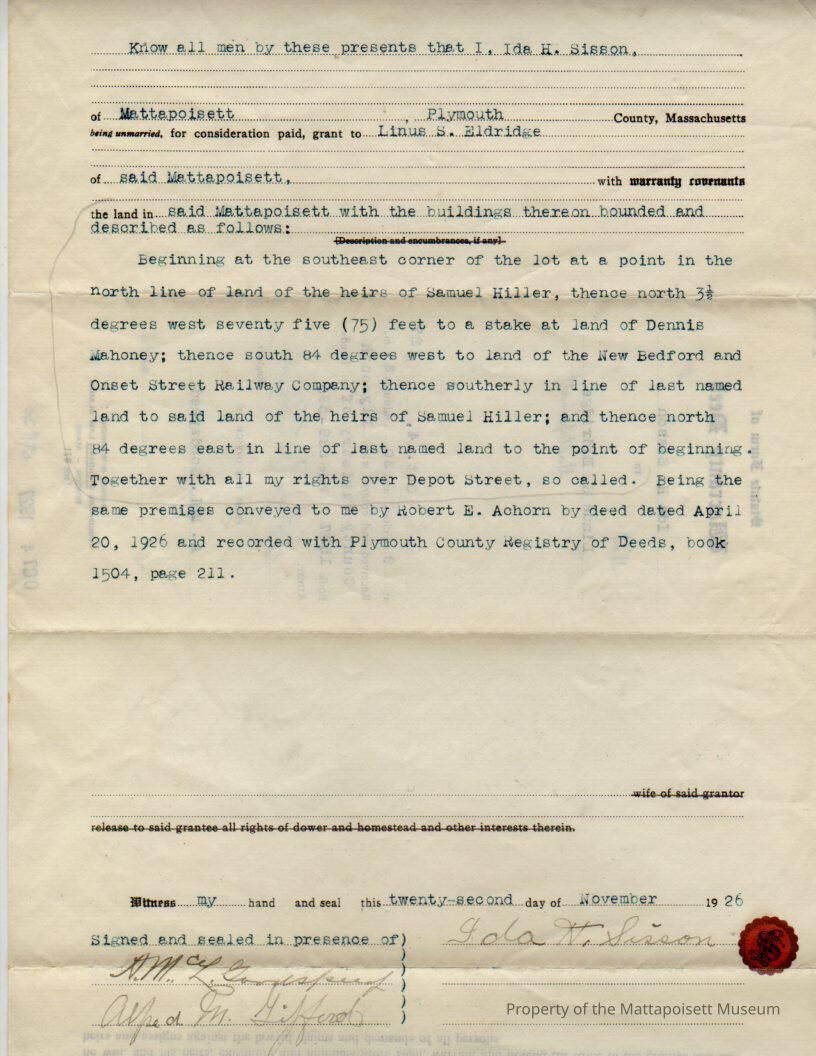 Know all men by these presents that I, Ida H. Sisson,
of Mattapoisett , Plymouth County, Massachusetts
being unmarried, for consideration paid, grant to Linus S. Eldridge
of said Mattapoisett, with warranty covenants
the land in said Mattapoisett with the buildings thereon bounded and
described as follows:
[Description and encumbrances, if any]
Beginning at the southeast corner of the lot at a point in the
north line of land of the heirs of Samuel Hiller, thence north 3½
degrees west seventy five (75) feet to a stake at land of Dennis
Mahoney; thence south 84 degrees west to land of the New Bedford and
Onset Street Railway Company; thence southerly in line of last named
land to said land of the heirs of Samuel Hiller; and thence north
84 degrees east in line of last named land to the point of beginning.
Together with all my rights over Depot Street, so called. Being the
same premises conveyed to me by Robert E. Achorn by deed dated April
20, 1926 and recorded with Plymouth County Registry of Deeds, book
1504, page 211.
wife of said grantor
release to said grantee all rights of dower and homestead and other interests therein.
Witness my hand and seal this twenty-second day of November 1926
Signed and sealed in presence of) Ida H. Sisson
Alfred M. Gifford )
Property of the Mattapoisett Museum